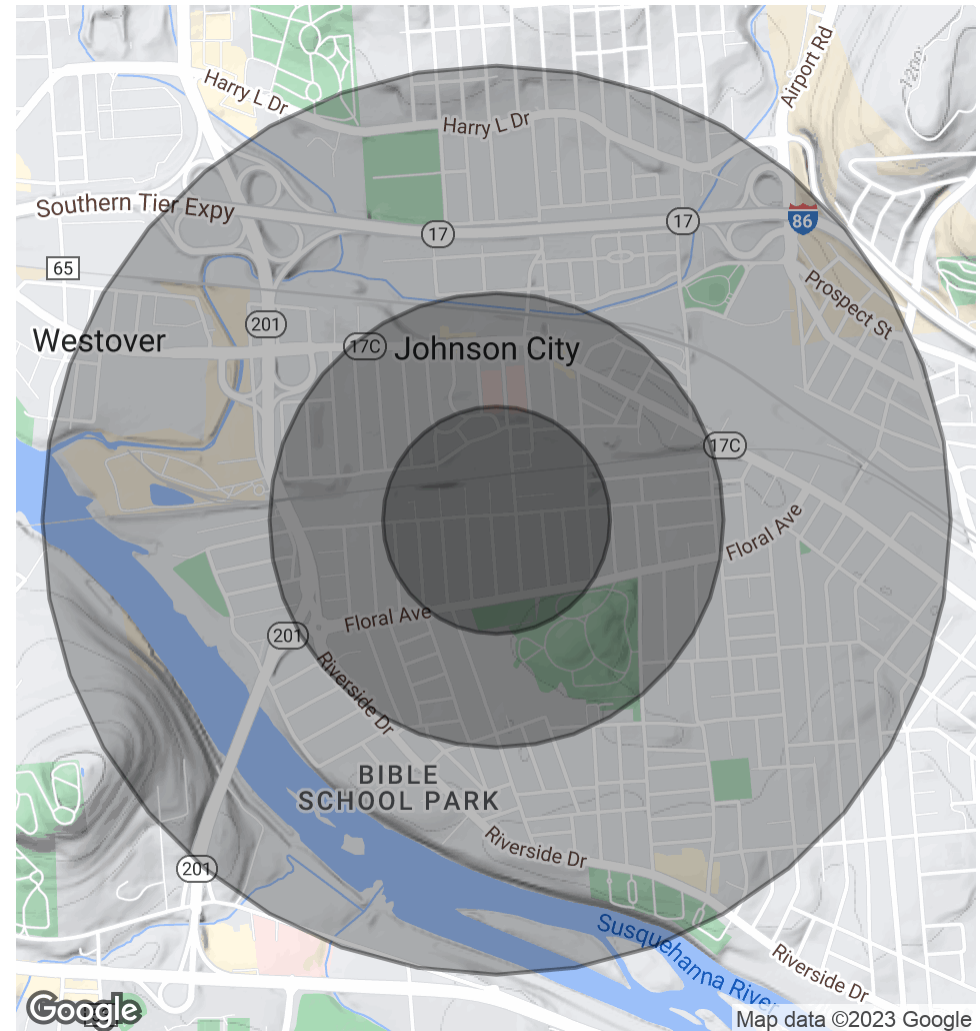 Airport Rd
1200
Harry L Dr
Harry L Dr
Southern Tier Expy
17
17
86
65
Prospect St
201
Westover
17C
Johnson City
17C
Floral Ave
Floral Ave
201
Riverside Dr
BIBLE
SCHOOL PARK
Riverside Dr
201
Susquehanna River
Riverside Dr
Google
Map data ©2023 Google